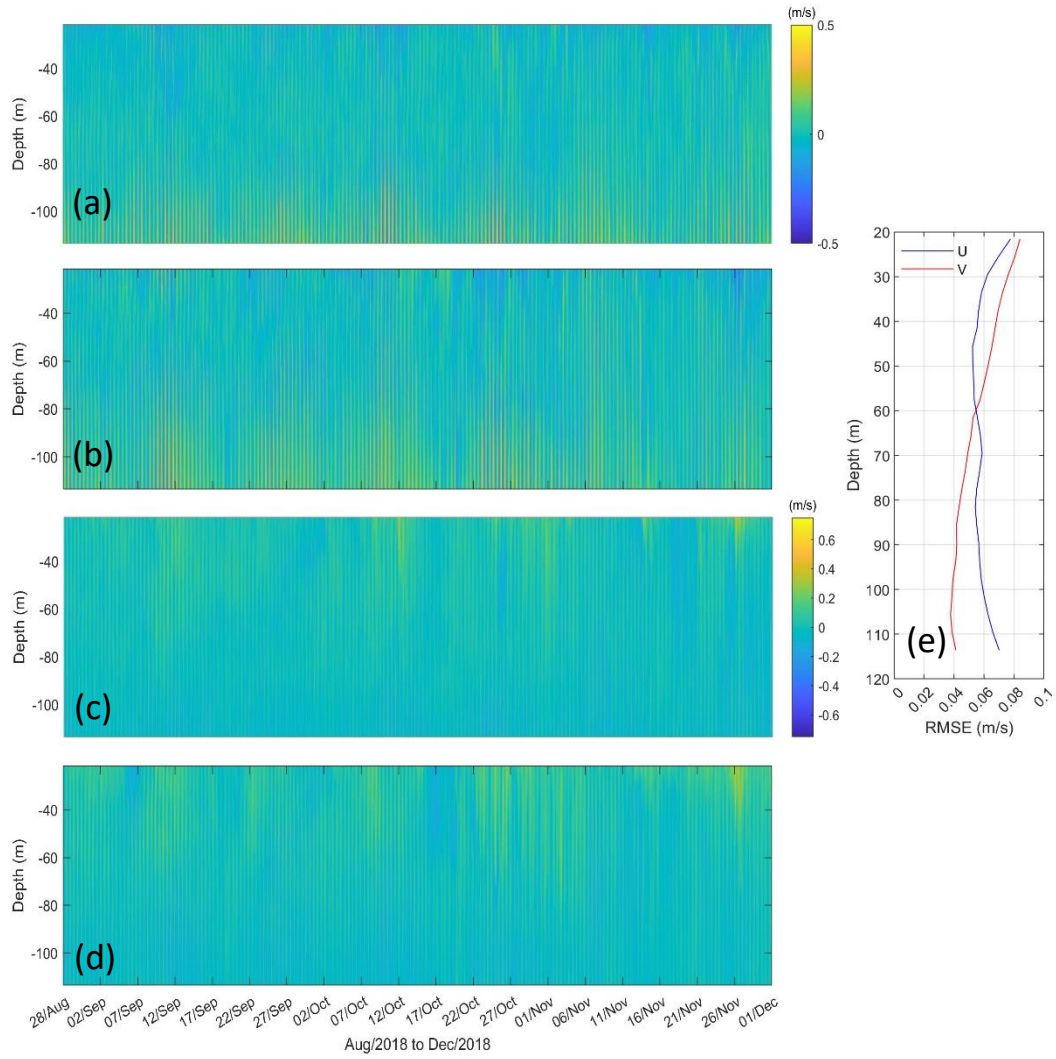 (m/s)
0.5
0
-0.5
Depth (m)
-40
-60
-80
-100
(a)
Depth (m)
-40
-60
-80
-100
(b)
(m/s)
0.6
0.4
0.2
0
-0.2
-0.4
-0.6
Depth (m)
-40
-60
-80
-100
(c)
Depth (m)
-40
-60
-80
-100
(d)
28/Aug 02/Sep 07/Sep 12/Sep 17/Sep 22/Sep 27/Sep 02/Oct 07/Oct 12/Oct 17/Oct 22/Oct 27/Oct 01/Nov 06/Nov 11/Nov 16/Nov 21/Nov 26/Nov 01/Dec
Aug/2018 to Dec/2018
Depth (m)
20
30
40
50
60
70
80
90
100
110
120
U
V
(e)
0 0.02 0.04 0.06 0.08 0.1
RMSE (m/s)